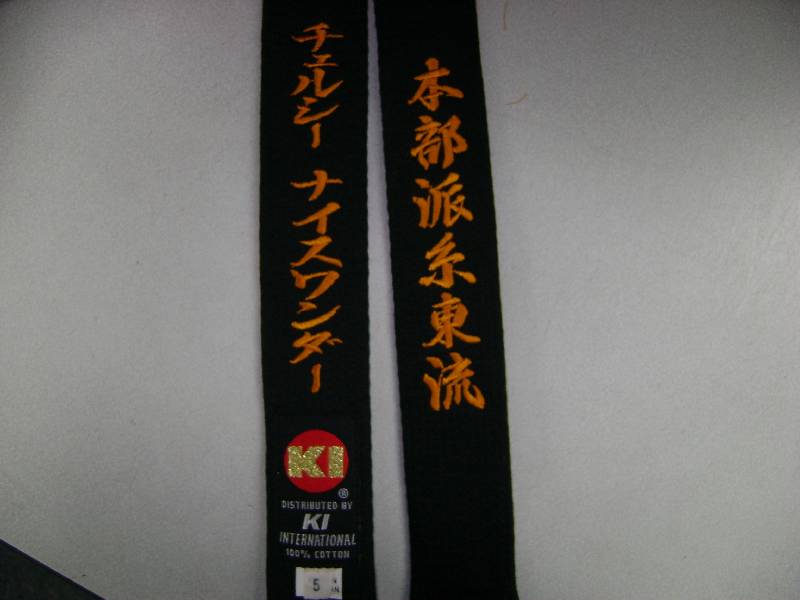 本部派糸東流
チェルシー ナイスワンダー
KI
®
DISTRIBUTED BY
KI
INTERNATIONAL
100% COTTON
5